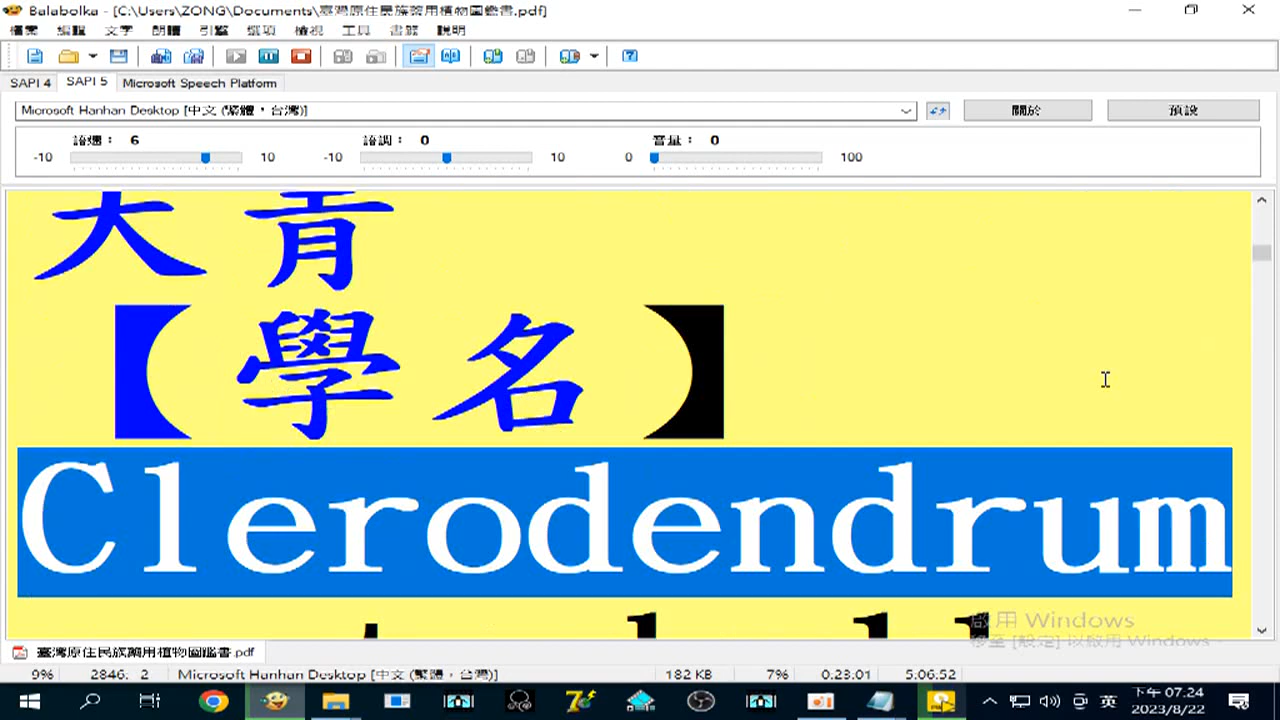 Balabolka - [C:\Users\ZONG\Documents\臺灣原住民族藥用植物圖鑑書.pdf]
檔案 編輯 文字 朗讀 引擎 選項 檢視 工具 書籤 說明
SAPI 4 SAPI 5 Microsoft Speech Platform
Microsoft Hanhan Desktop [中文 (繁體，台灣)]
關於 預設
語速： 6 語調： 0 音量： 0
-10 10 -10 10 0 100
大青
【學名】
Clerodendrum
啟用 Windows
移至 [設定] 以啟用 Windows。
臺灣原住民族藥用植物圖鑑書.pdf
9% 2846: 2 Microsoft Hanhan Desktop [中文 (繁體，台灣)] 182 KB 7% 0:23:01 5:06:52
英 下午 07:24
2023/8/22